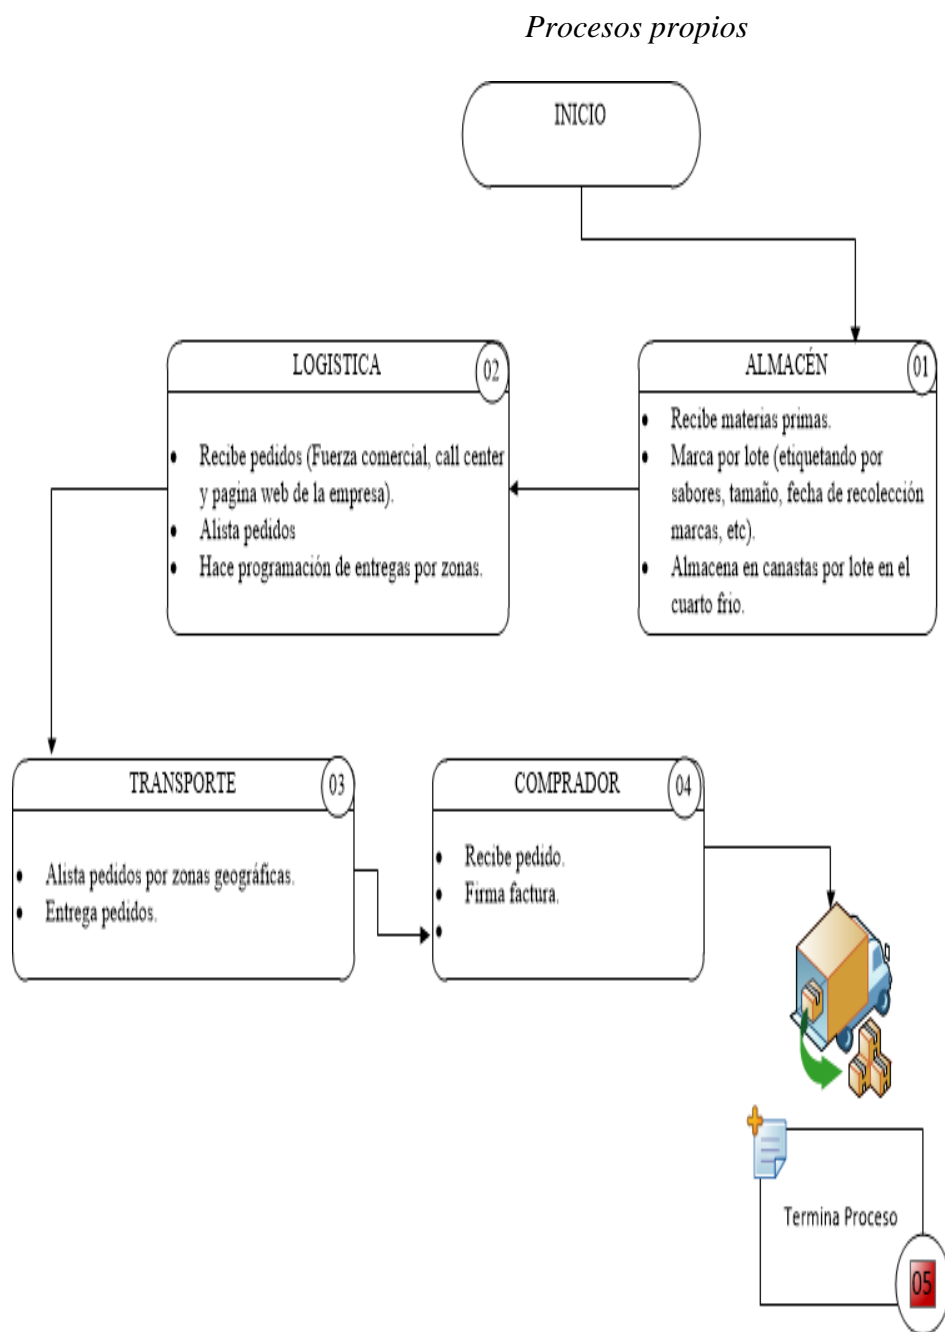 Procesos propios
INICIO
ALMACÉN 01
• Recibe materias primas.
• Marca por lote (etiquetando por
sabores, tamaño, fecha de recolección
marcas, etc).
• Almacena en canastas por lote en el
cuarto frio.
LOGISTICA 02
• Recibe pedidos (Fuerza comercial, call center
y pagina web de la empresa).
• Alista pedidos
• Hace programación de entregas por zonas.
TRANSPORTE 03
• Alista pedidos por zonas geográficas.
• Entrega pedidos.
COMPRADOR 04
• Recibe pedido.
• Firma factura.
•
Termina Proceso
05